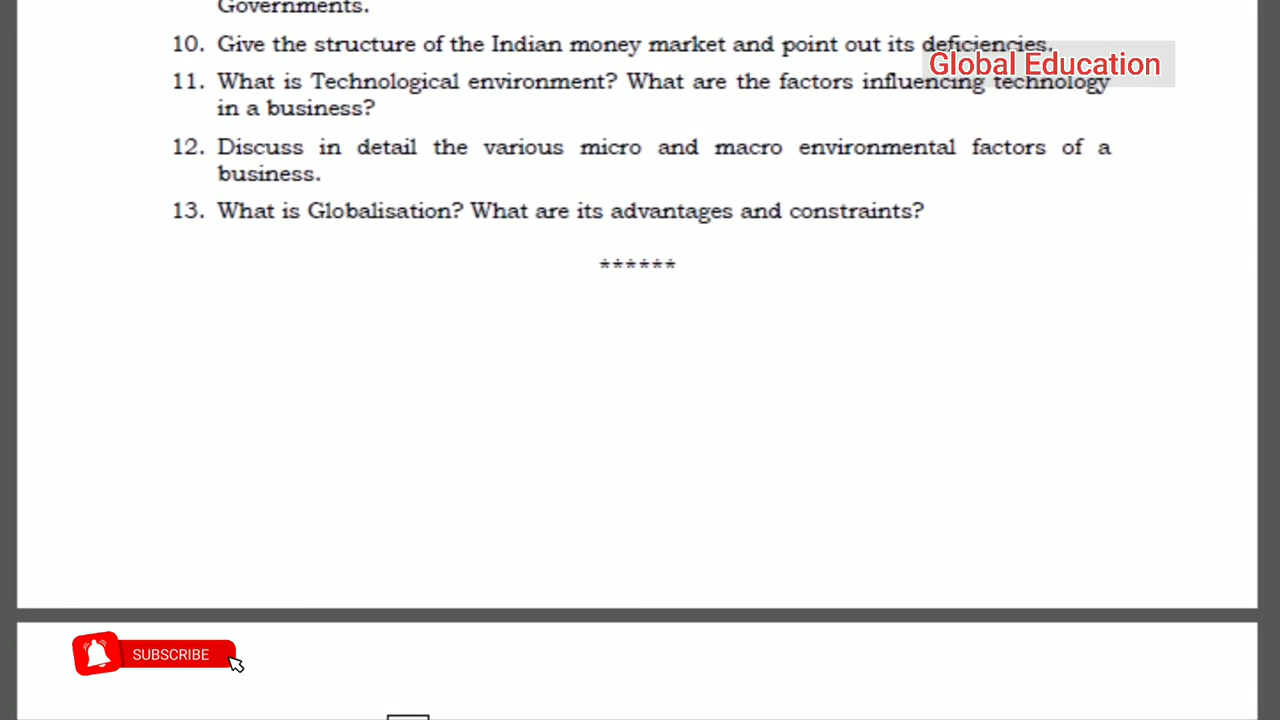 Governments.
10. Give the structure of the Indian money market and point out its deficiencies.
Global Education
11. What is Technological environment? What are the factors influencing technology
in a business?
12. Discuss in detail the various micro and macro environmental factors of a
business.
13. What is Globalisation? What are its advantages and constraints?
******
SUBSCRIBE